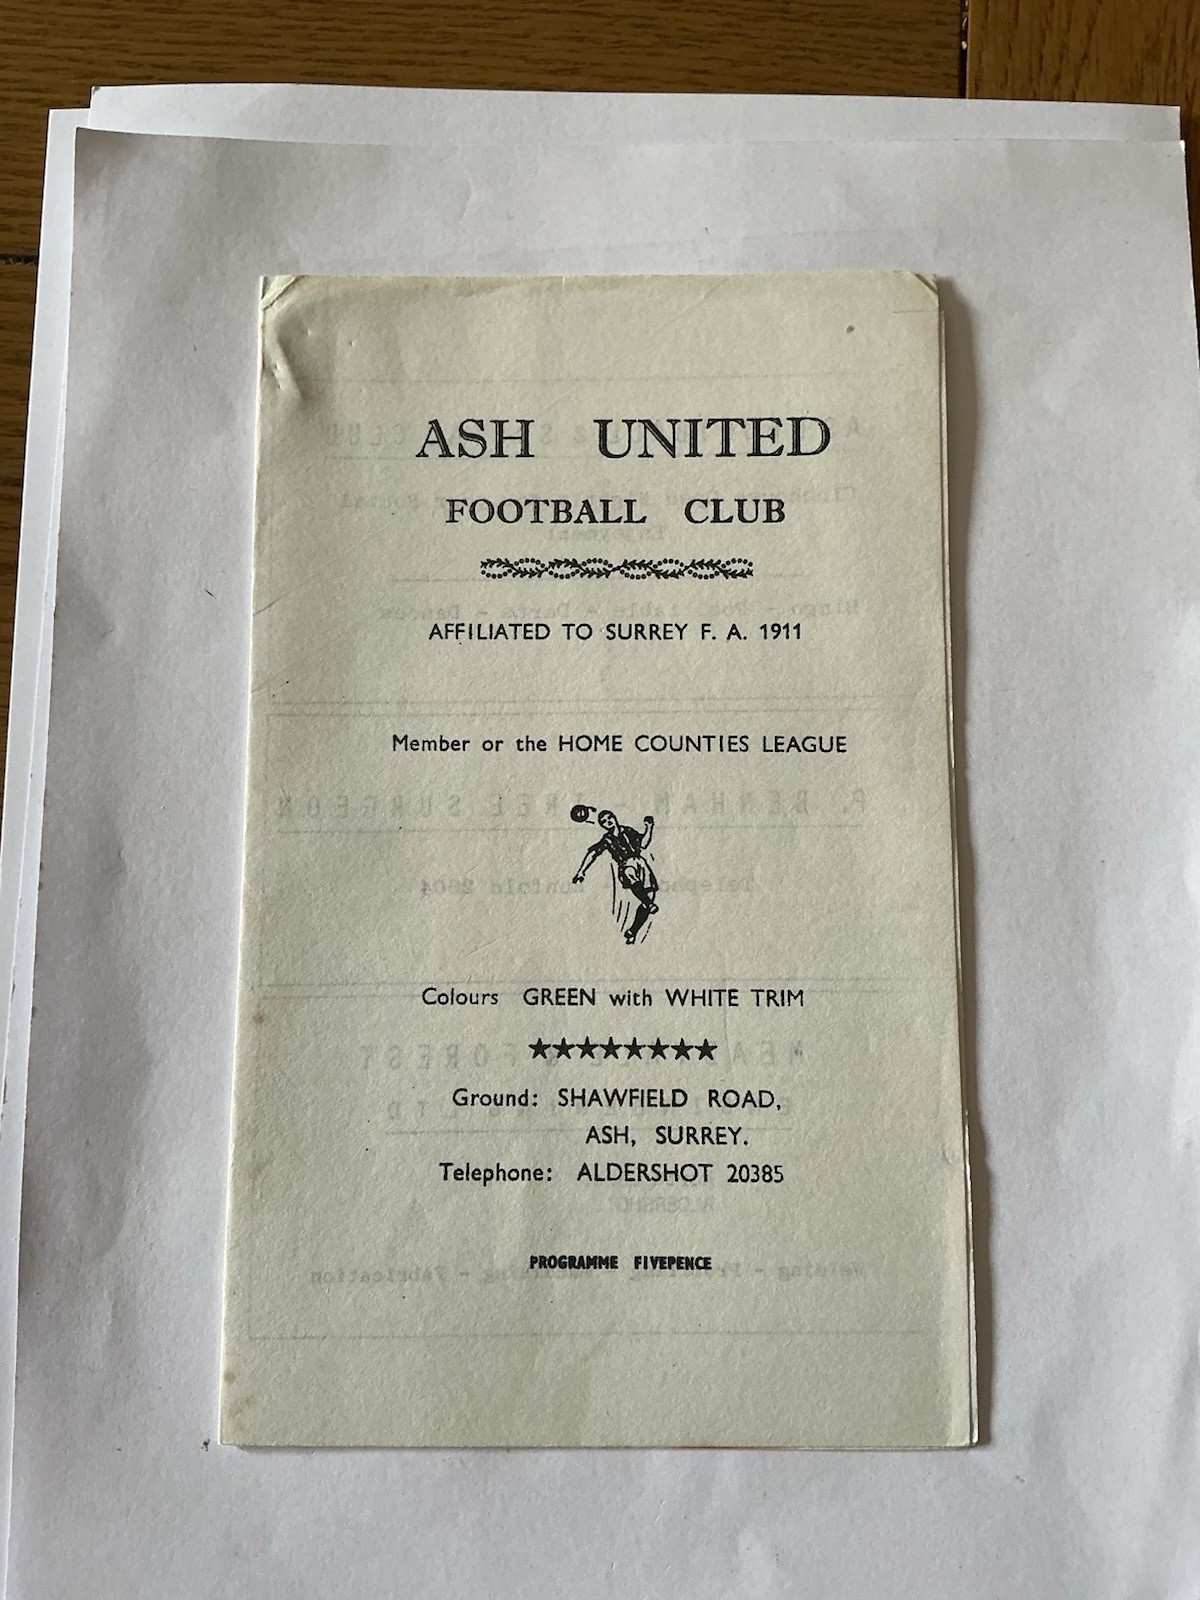 ASH UNITED
FOOTBALL CLUB
AFFILIATED TO SURREY F. A. 1911
Member or the HOME COUNTIES LEAGUE
Colours GREEN with WHITE TRIM
★★★★★★★★
Ground: SHAWFIELD ROAD,
ASH, SURREY.
Telephone: ALDERSHOT 20385
PROGRAMME FIVEPENCE